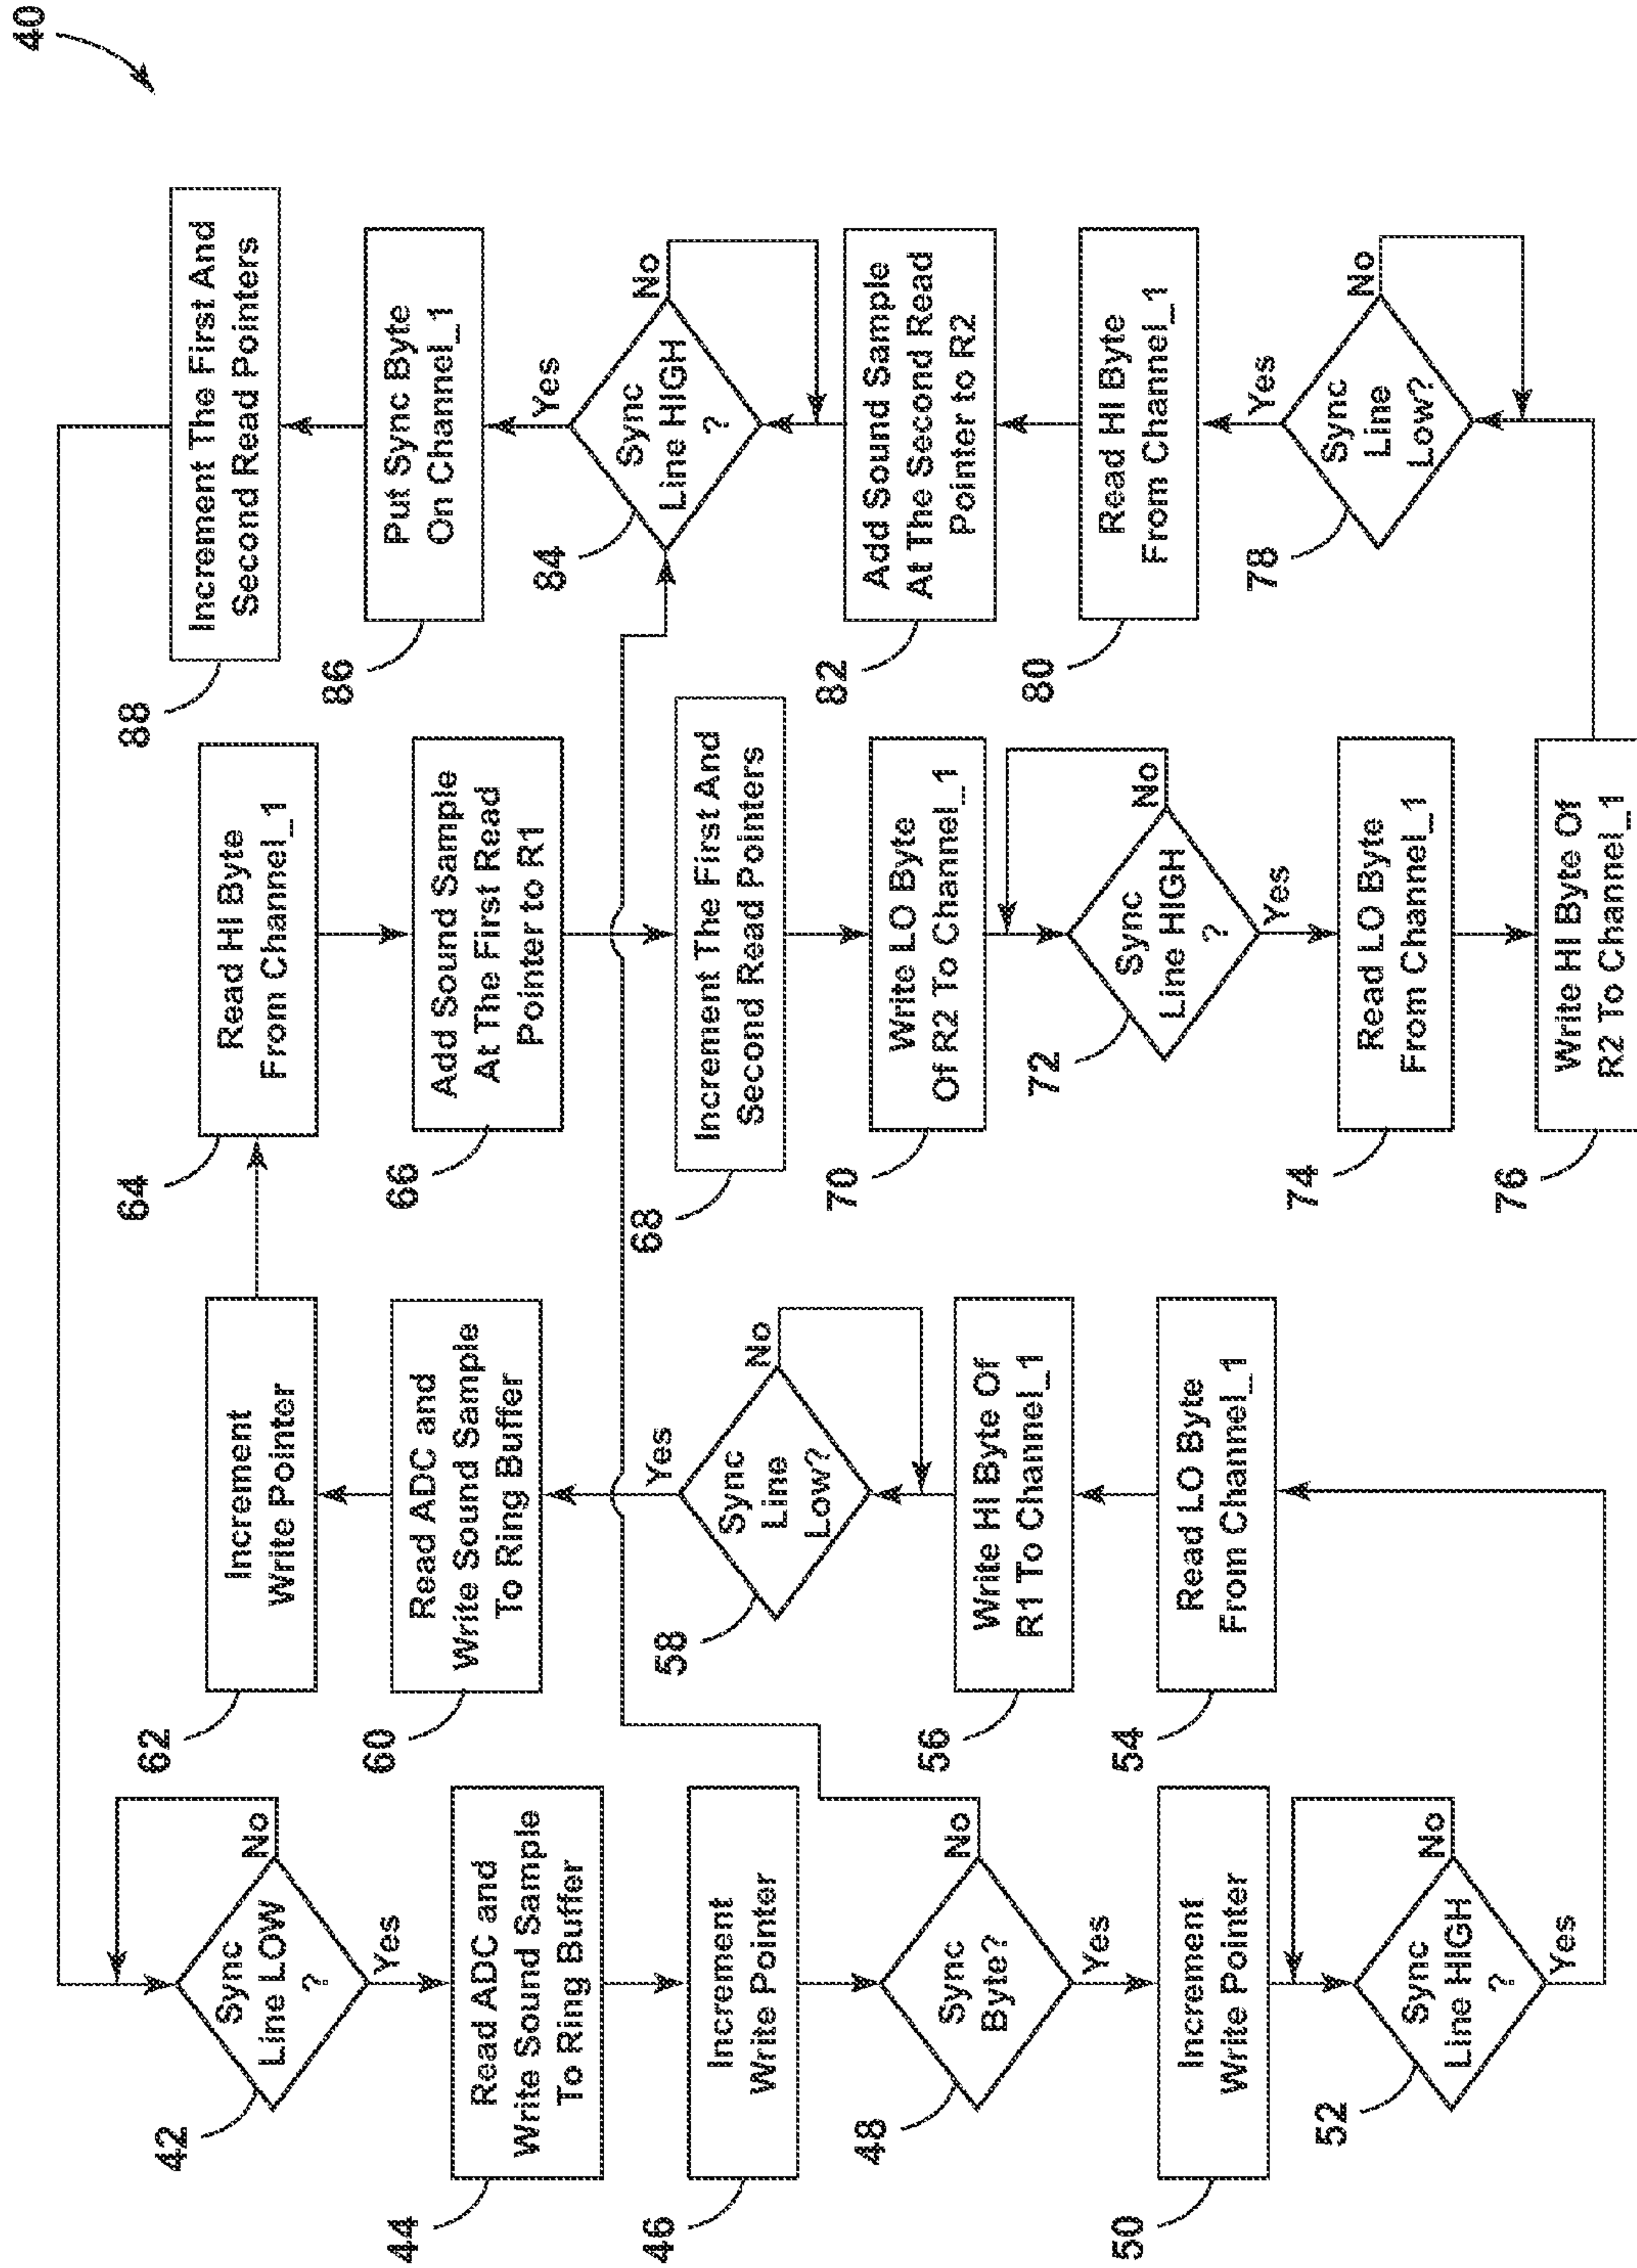 40
Sync
Line LOW
?
No
Yes
42
Read ADC and
Write Sound Sample
To Ring Buffer
44
Increment
Write Pointer
46
Sync
Byte?
No
Yes
48
Increment
Write Pointer
50
Sync
Line HIGH
?
No
Yes
52
Read LO Byte
From Channel_1
54
Write HI Byte Of
R1 To Channel_1
56
Sync
Line
Low?
No
Yes
58
Read ADC and
Write Sound Sample
To Ring Buffer
60
Increment
Write Pointer
62
Read HI Byte
From Channel_1
64
Add Sound Sample
At The First Read
Pointer to R1
66
Increment The First And
Second Read Pointers
68
Write LO Byte
Of R2 To Channel_1
70
Sync
Line HIGH
?
No
Yes
72
Read LO Byte
From Channel_1
74
Write HI Byte Of
R2 To Channel_1
76
Sync
Line
Low?
No
Yes
78
Read HI Byte
From Channel_1
80
Add Sound Sample
At The Second Read
Pointer to R2
82
Sync
Line HIGH
?
No
Yes
84
Put Sync Byte
On Channel_1
86
Increment The First And
Second Read Pointers
88